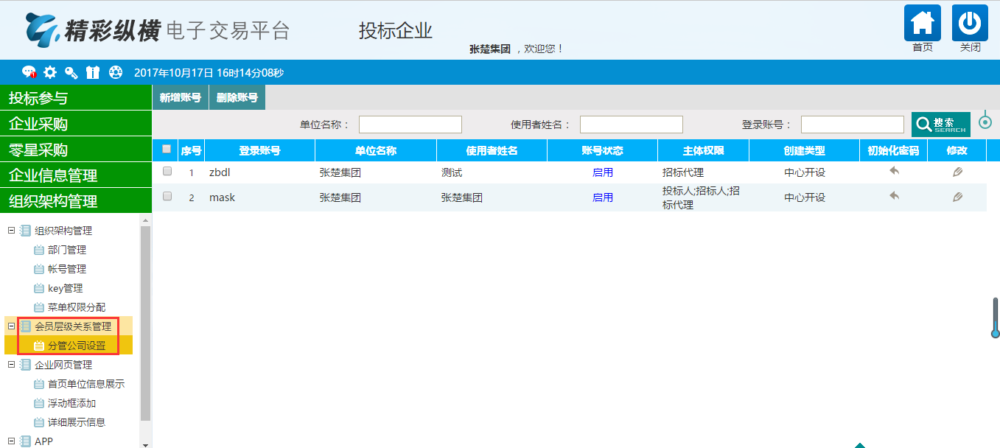 精彩纵横 电子交易平台
投标企业
张楚集团 ，欢迎您！
首页
关闭
2017年10月17日 16时14分08秒
投标参与
企业采购
零星采购
企业信息管理
组织架构管理
组织架构管理
部门管理
帐号管理
key管理
菜单权限分配
会员层级关系管理
分管公司设置
企业网页管理
首页单位信息展示
浮动框添加
详细展示信息
APP
新增账号 删除账号
单位名称： 使用者姓名： 登录账号： 搜索 SEARCH
序号 登录账号 单位名称 使用者姓名 账号状态 主体权限 创建类型 初始化密码 修改
1 zbdl 张楚集团 测试 启用 招标代理 中心开设
2 mask 张楚集团 张楚集团 启用 投标人;招标人;招
标代理 中心开设